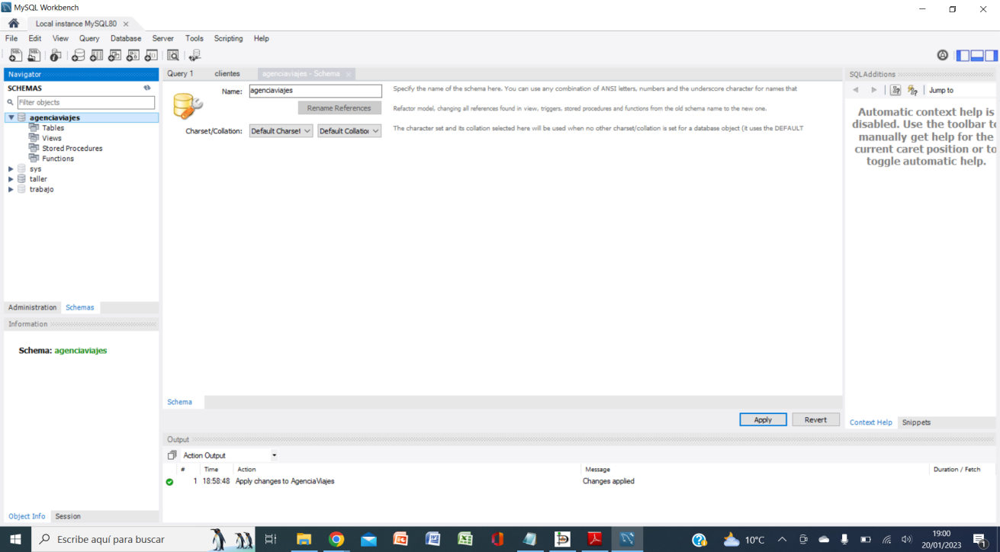 MySQL Workbench
Local instance MySQL80
File Edit View Query Database Server Tools Scripting Help
Navigator
SCHEMAS
Filter objects
agenciaviajes
Tables
Views
Stored Procedures
Functions
sys
taller
trabajo
Administration Schemas
Information
Schema: agenciaviajes
Object Info Session
Query 1 clientes agenciaviajes - Schema
Name: agenciaviajes
Specify the name of the schema here. You can use any combination of ANSI letters, numbers and the underscore character for names that
Rename References
Refactor model, changing all references found in view, triggers, stored procedures and functions from the old schema name to the new one.
Charset/Collation: Default Charset Default Collation
The character set and its collation selected here will be used when no other charset/collation is set for a database object (it uses the DEFAULT
Schema
Apply Revert
Output
Action Output
# Time Action Message Duration / Fetch
1 18:58:48 Apply changes to AgenciaViajes Changes applied
SQLAdditions
Jump to
Automatic context help is
disabled. Use the toolbar to
manually get help for the
current caret position or to
toggle automatic help.
Context Help Snippets
Escribe aquí para buscar
10°C
19:00
20/01/2023
1